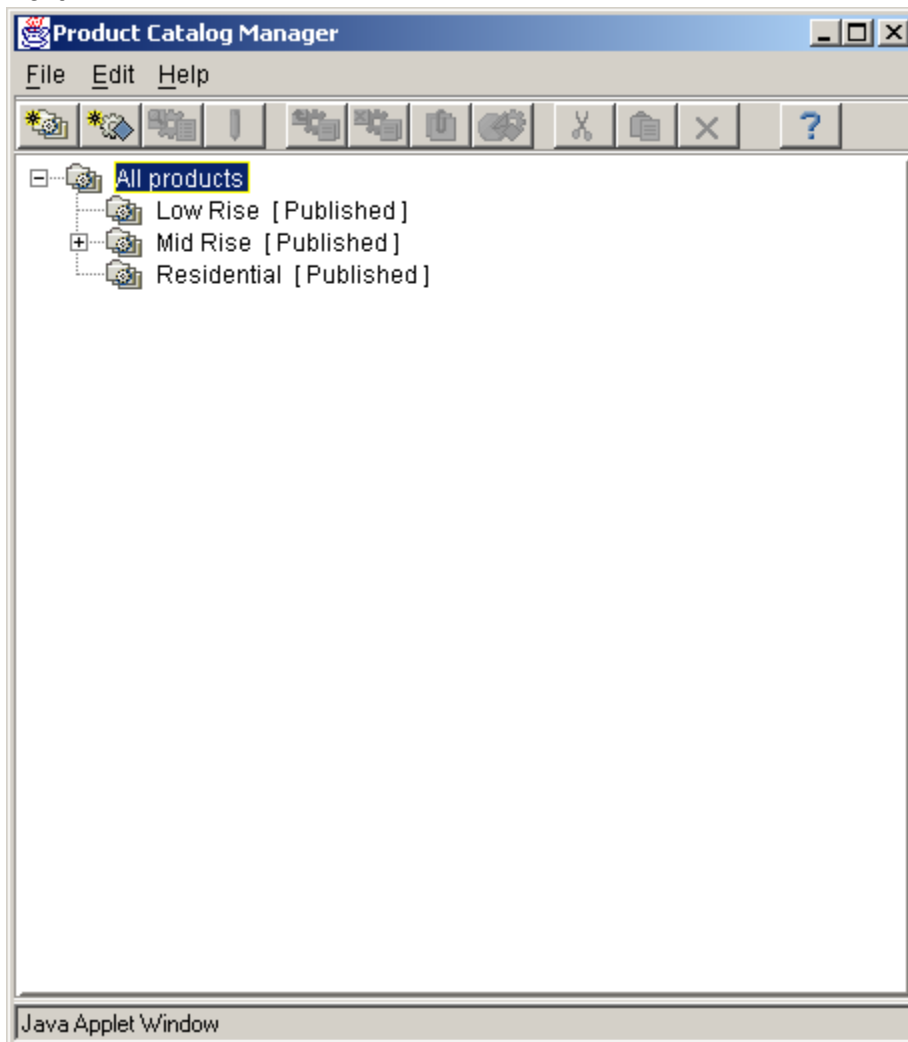 Product Catalog Manager
File Edit Help
?
All products
Low Rise [Published]
Mid Rise [Published]
Residential [Published]
Java Applet Window